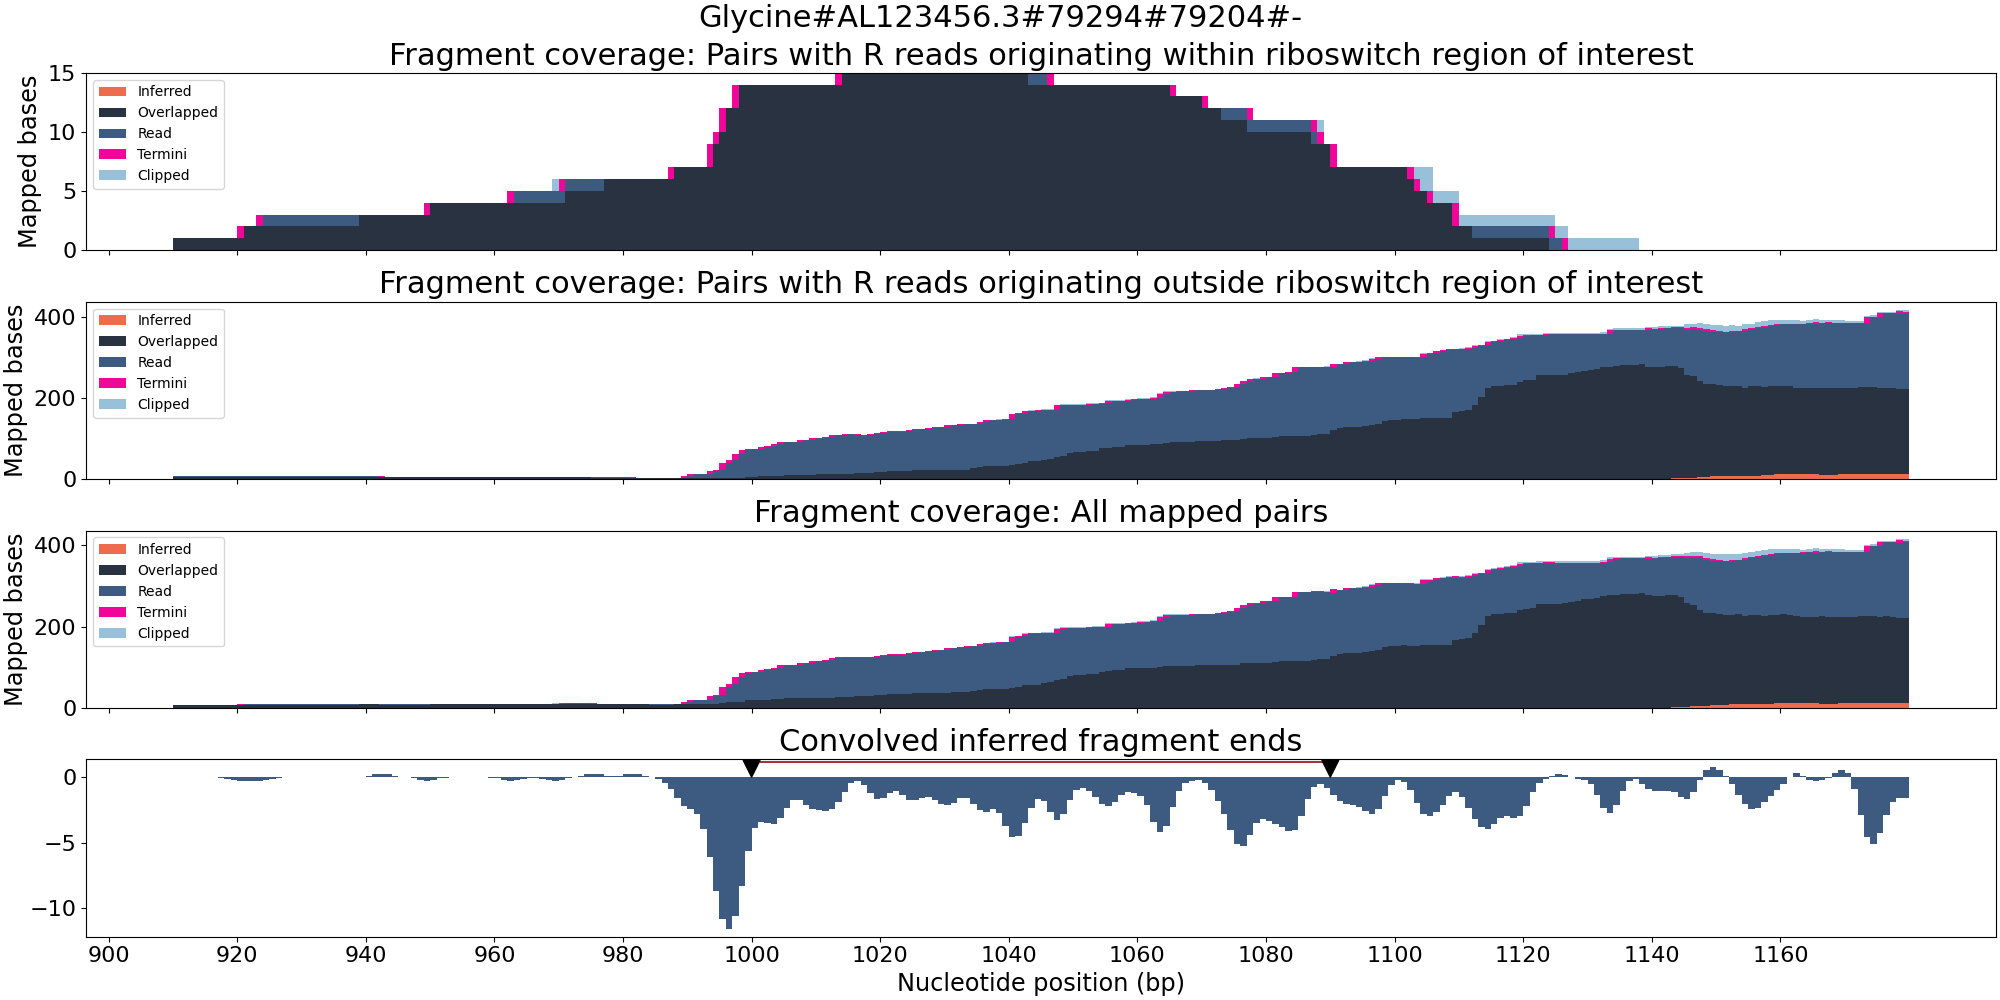 Glycine#AL123456.3#79294#79204#-
Fragment coverage: Pairs with R reads originating within riboswitch region of interest
Mapped bases
15
10
5
0
Inferred
Overlapped
Read
Termini
Clipped
Fragment coverage: Pairs with R reads originating outside riboswitch region of interest
Mapped bases
400
200
0
Inferred
Overlapped
Read
Termini
Clipped
Fragment coverage: All mapped pairs
Mapped bases
400
200
0
Inferred
Overlapped
Read
Termini
Clipped
Convolved inferred fragment ends
0
−5
−10
900 920 940 960 980 1000 1020 1040 1060 1080 1100 1120 1140 1160
Nucleotide position (bp)